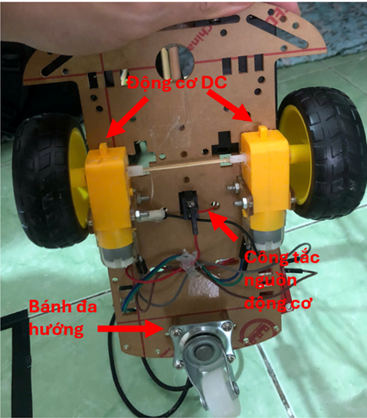 Động cơ DC
Công tắc
nguồn
động cơ
Bánh đa
hướng